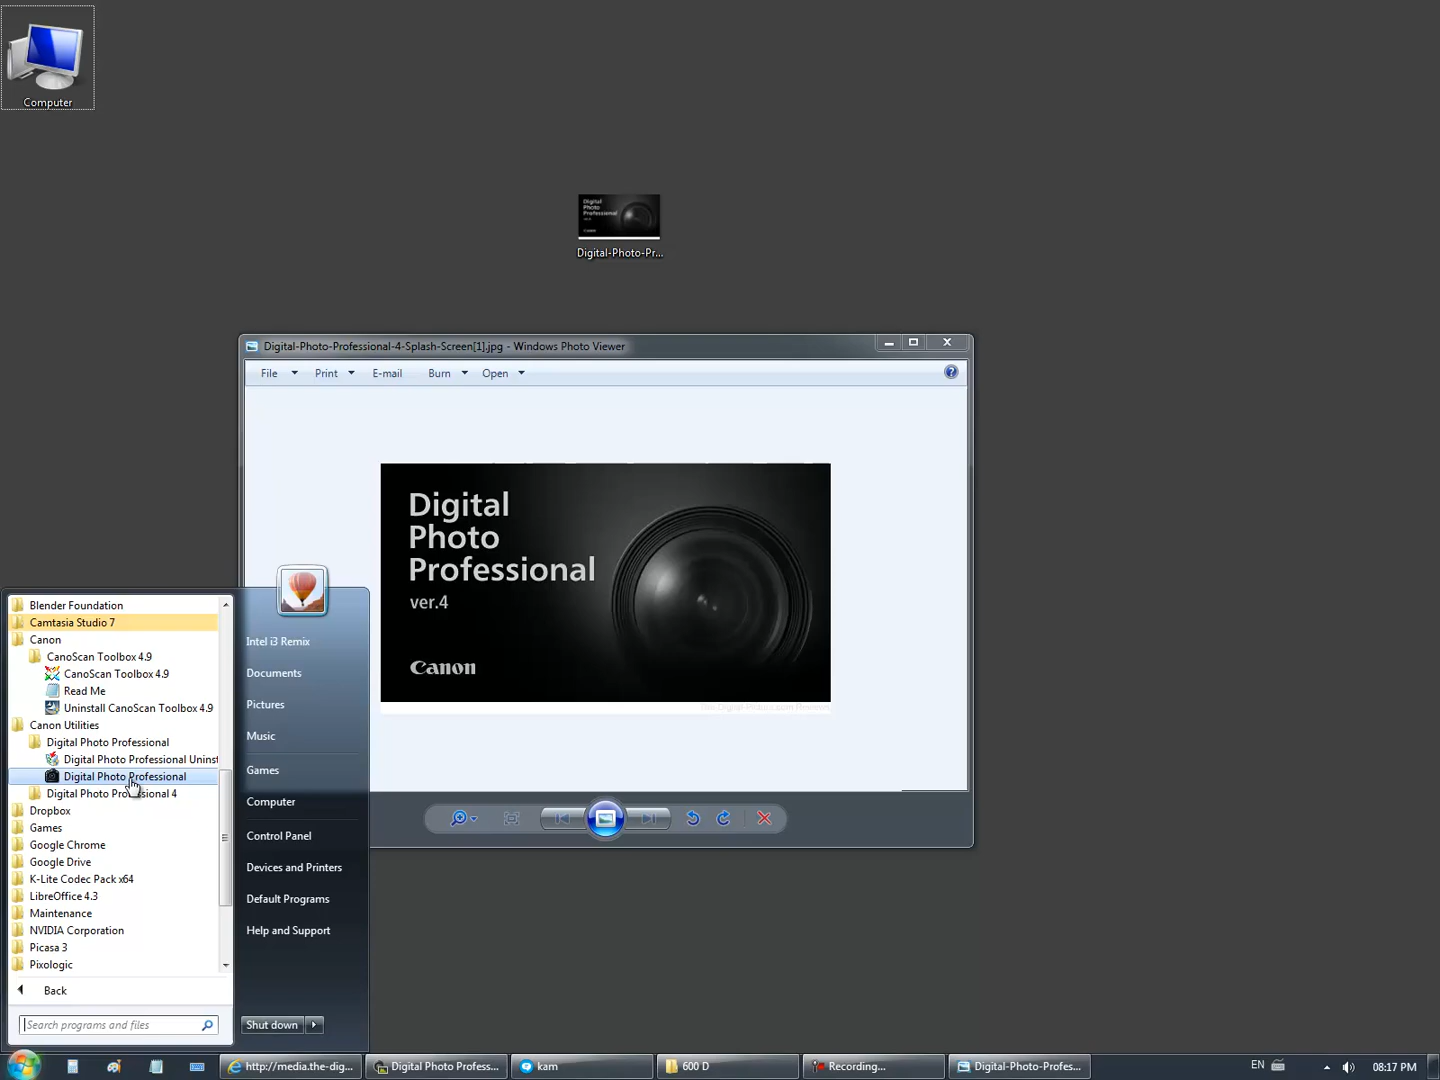 Computer
Digital-Photo-Pr...
Digital-Photo-Professional-4-Splash-Screen[1].jpg - Windows Photo Viewer
File
Print
E-mail
Burn
Open
Digital
Photo
Professional
ver.4
Canon
Blender Foundation
Camtasia Studio 7
Canon
CanoScan Toolbox 4.9
CanoScan Toolbox 4.9
Read Me
Uninstall CanoScan Toolbox 4.9
Canon Utilities
Digital Photo Professional
Digital Photo Professional Uninst
Digital Photo Professional
Digital Photo Professional 4
Dropbox
Games
Google Chrome
Google Drive
K-Lite Codec Pack x64
LibreOffice 4.3
Maintenance
NVIDIA Corporation
Picasa 3
Pixologic
Back
Search programs and files
Intel i3 Remix
Documents
Pictures
Music
Games
Computer
Control Panel
Devices and Printers
Default Programs
Help and Support
Shut down
http://media.the-dig...
Digital Photo Profess...
kam
600 D
Recording...
Digital-Photo-Profes...
EN
08:17 PM